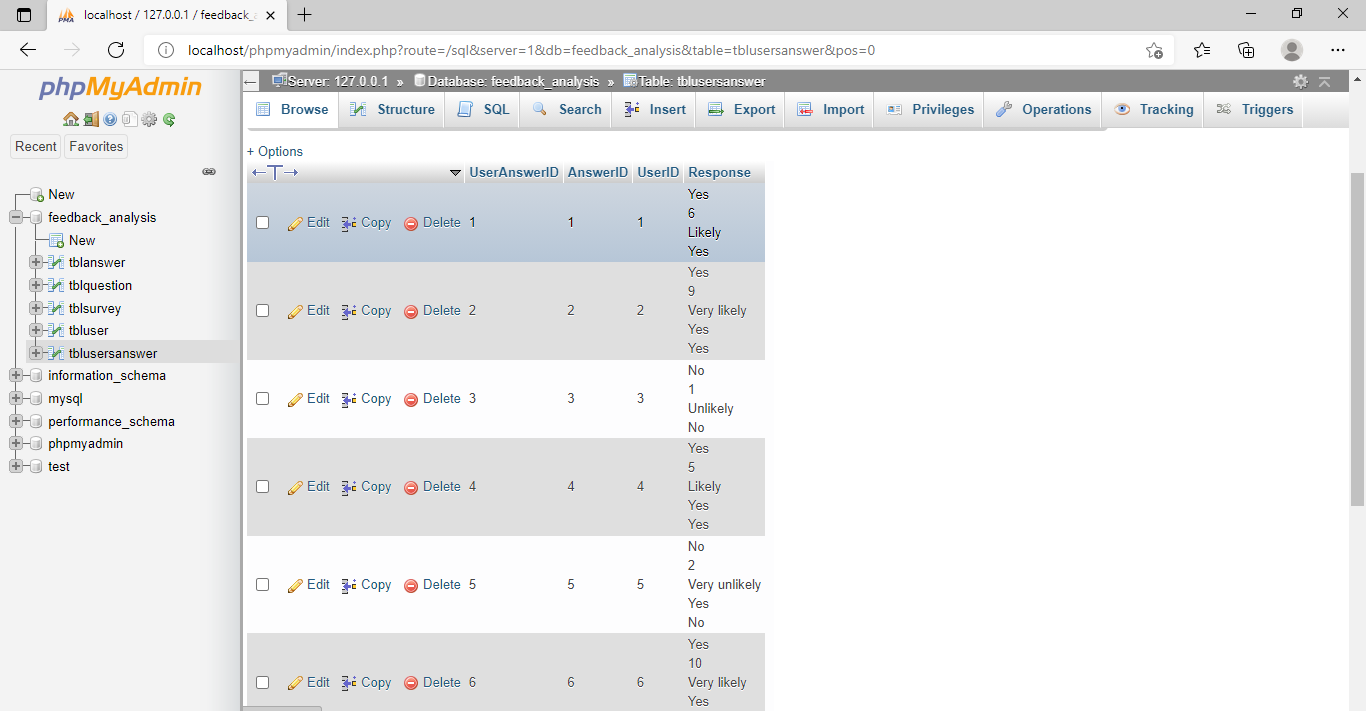 localhost / 127.0.0.1 / feedback_
localhost/phpmyadmin/index.php?route=/sql&server=1&db=feedback_analysis&table=tblusersanswer&pos=0
phpMyAdmin
Recent Favorites
New
feedback_analysis
New
tblanswer
tblquestion
tblsurvey
tbluser
tblusersanswer
information_schema
mysql
performance_schema
phpmyadmin
test
Server: 127.0.0.1 » Database: feedback_analysis » Table: tblusersanswer
Browse Structure SQL Search Insert Export Import Privileges Operations Tracking Triggers
+ Options
UserAnswerID AnswerID UserID Response
Yes
6
Edit Copy Delete 1 1 1
Likely
Yes
Yes
9
Edit Copy Delete 2 2 2 Very likely
Yes
Yes
No
1
Edit Copy Delete 3 3 3
Unlikely
No
Yes
5
Edit Copy Delete 4 4 4 Likely
Yes
Yes
No
2
Edit Copy Delete 5 5 5 Very unlikely
Yes
No
Yes
10
Edit Copy Delete 6 6 6 Very likely
Yes